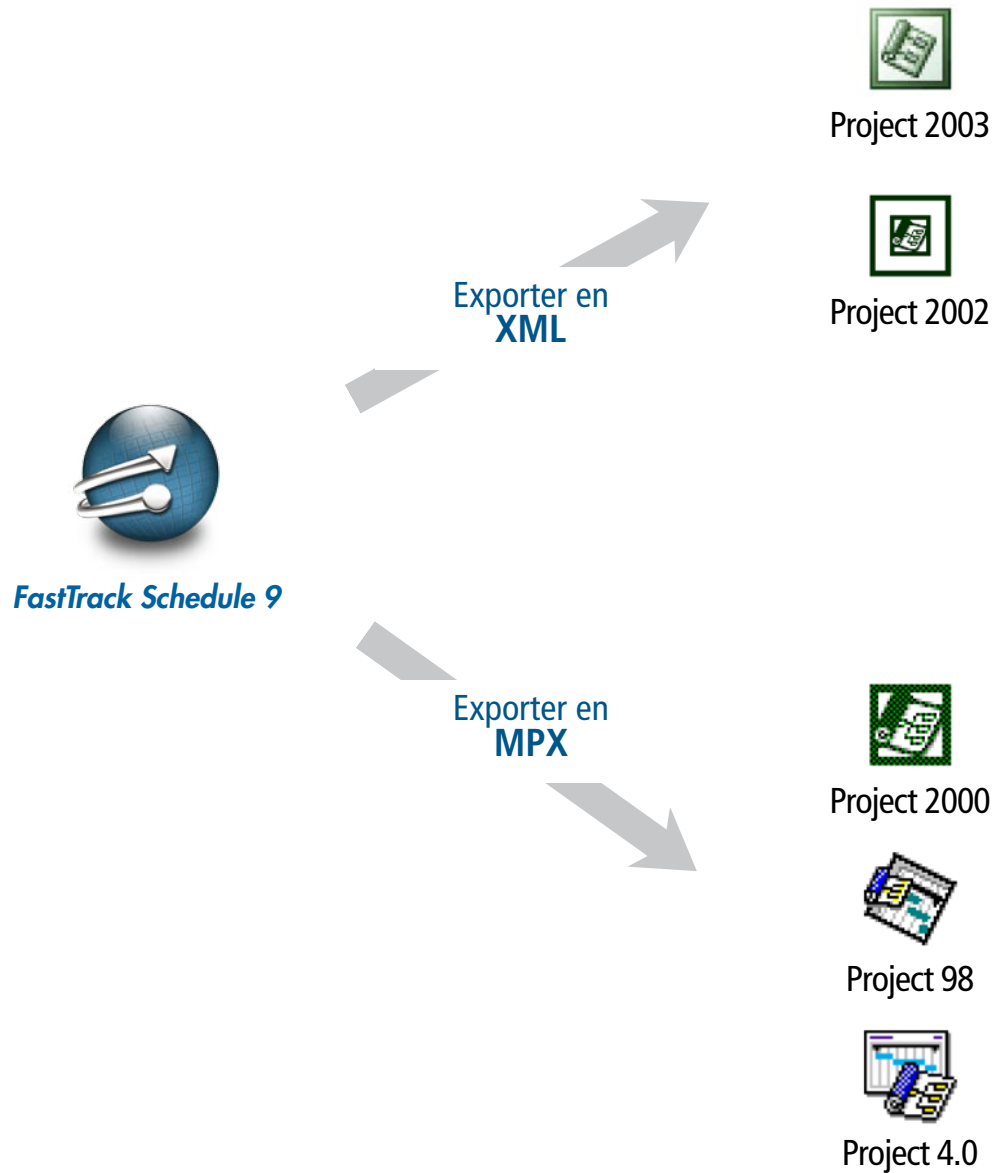 Project 2003
Project 2002
Exporter en
XML
FastTrack Schedule 9
Exporter en
MPX
Project 2000
Project 98
Project 4.0